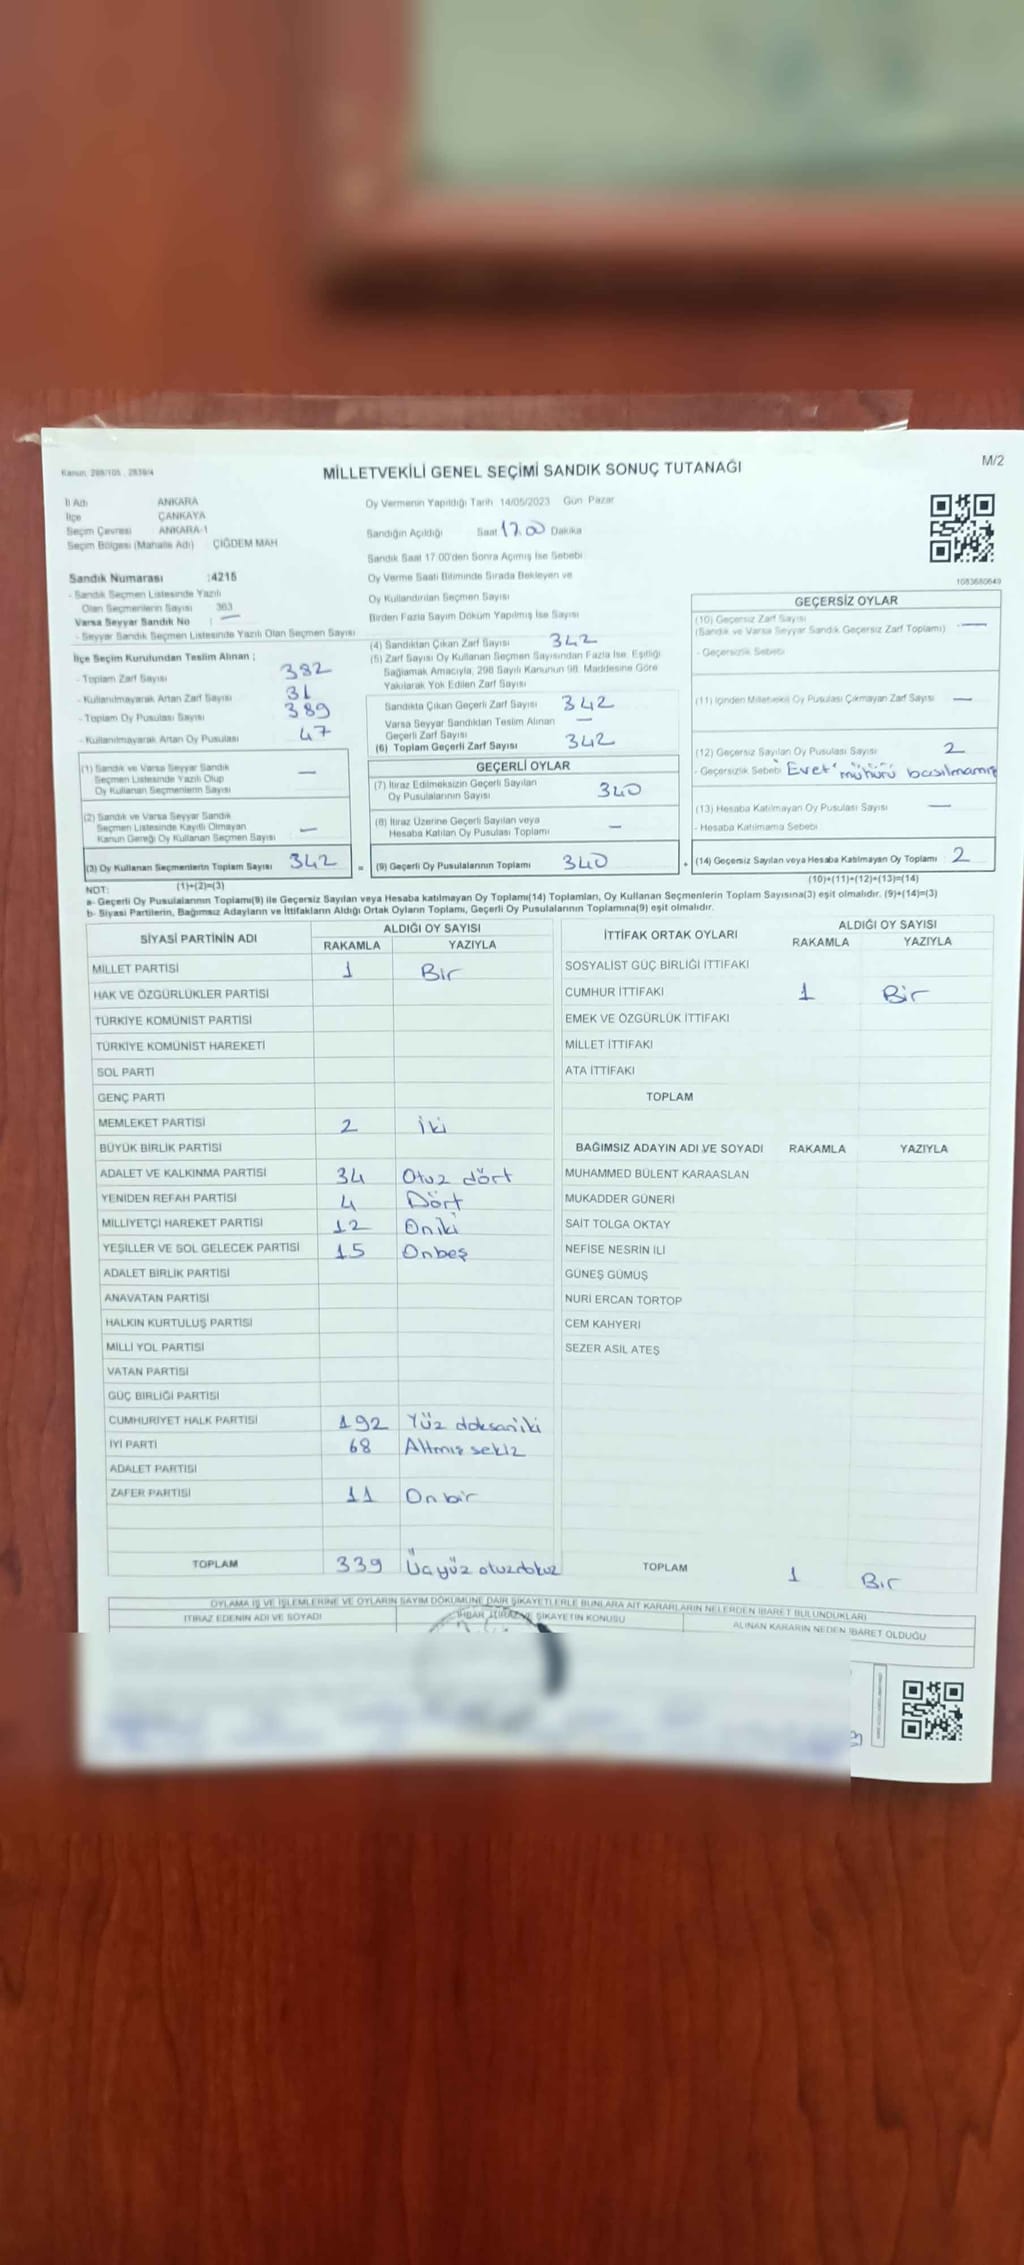 Kanun: 298/105 , 2839/4
MİLLETVEKİLİ GENEL SEÇİMİ SANDIK SONUÇ TUTANAĞI
M/2
İl Adı ANKARA
İlçe ÇANKAYA
Seçim Çevresi ANKARA-1
Seçim Bölgesi (Mahalle Adı) ÇİĞDEM MAH
Oy Vermenin Yapıldığı Tarih 14/05/2023 Gün Pazar
Sandığın Açıldığı Saat 17.00 Dakika
Sandık Saat 17:00'den Sonra Açmış İse Sebebi
Oy Verme Saati Bitiminde Sırada Bekleyen ve
Oy Kullandırılan Seçmen Sayısı
Birden Fazla Sayım Döküm Yapılmış İse Sayısı
1083680649
Sandık Numarası :4215
- Sandık Seçmen Listesinde Yazılı
Olan Seçmenlerin Sayısı 363
Varsa Seyyar Sandık No : —
- Seyyar Sandık Seçmen Listesinde Yazılı Olan Seçmen Sayısı
İlçe Seçim Kurulundan Teslim Alınan ;
- Toplam Zarf Sayısı 382
- Kullanılmayarak Artan Zarf Sayısı 31
- Toplam Oy Pusulası Sayısı 389
- Kullanılmayarak Artan Oy Pusulası 47
(1) Sandık ve Varsa Seyyar Sandık
Seçmen Listesinde Yazılı Olup
Oy Kullanan Seçmenlerin Sayısı —
(2) Sandık ve Varsa Seyyar Sandık
Seçmen Listesinde Kayıtlı Olmayan
Kanun Gereği Oy Kullanan Seçmen Sayısı —
(3) Oy Kullanan Seçmenlerin Toplam Sayısı 342
(1)+(2)=(3)
(4) Sandıktan Çıkan Zarf Sayısı 342
(5) Zarf Sayısı Oy Kullanan Seçmen Sayısından Fazla İse, Eşitliği
Sağlamak Amacıyla, 298 Sayılı Kanunun 98. Maddesine Göre
Yakılarak Yok Edilen Zarf Sayısı
Sandıkta Çıkan Geçerli Zarf Sayısı 342
Varsa Seyyar Sandıktan Teslim Alınan
Geçerli Zarf Sayısı —
(6) Toplam Geçerli Zarf Sayısı 342
GEÇERLİ OYLAR
(7) İtiraz Edilmeksizin Geçerli Sayılan
Oy Pusulalarının Sayısı 340
(8) İtiraz Üzerine Geçerli Sayılan veya
Hesaba Katılan Oy Pusulası Toplamı —
= (9) Geçerli Oy Pusulalarının Toplamı 340
GEÇERSİZ OYLAR
(10) Geçersiz Zarf Sayısı
(Sandık ve Varsa Seyyar Sandık Geçersiz Zarf Toplamı) —
- Geçersizlik Sebebi
(11) İçinden Milletvekili Oy Pusulası Çıkmayan Zarf Sayısı —
(12) Geçersiz Sayılan Oy Pusulası Sayısı 2
- Geçersizlik Sebebi "Evet" mührü basılmamış
(13) Hesaba Katılmayan Oy Pusulası Sayısı —
- Hesaba Katılmama Sebebi
+ (14) Geçersiz Sayılan veya Hesaba Katılmayan Oy Toplamı 2
(10)+(11)+(12)+(13)=(14)
NOT:
a- Geçerli Oy Pusulalarının Toplamı(9) ile Geçersiz Sayılan veya Hesaba katılmayan Oy Toplamı(14) Toplamları, Oy Kullanan Seçmenlerin Toplam Sayısına(3) eşit olmalıdır. (9)+(14)=(3)
b- Siyasi Partilerin, Bağımsız Adayların ve İttifakların Aldığı Ortak Oyların Toplamı, Geçerli Oy Pusulalarının Toplamına(9) eşit olmalıdır.
SİYASİ PARTİNİN ADI ALDIĞI OY SAYISI
RAKAMLA YAZIYLA
MİLLET PARTİSİ 1 Bir
HAK VE ÖZGÜRLÜKLER PARTİSİ
TÜRKİYE KOMÜNİST PARTİSİ
TÜRKİYE KOMÜNİST HAREKETİ
SOL PARTİ
GENÇ PARTİ
MEMLEKET PARTİSİ 2 İki
BÜYÜK BİRLİK PARTİSİ
ADALET VE KALKINMA PARTİSİ 34 Otuz dört
YENİDEN REFAH PARTİSİ 4 Dört
MİLLİYETÇİ HAREKET PARTİSİ 12 Oniki
YEŞİLLER VE SOL GELECEK PARTİSİ 15 Onbeş
ADALET BİRLİK PARTİSİ
ANAVATAN PARTİSİ
HALKIN KURTULUŞ PARTİSİ
MİLLİ YOL PARTİSİ
VATAN PARTİSİ
GÜÇ BİRLİĞİ PARTİSİ
CUMHURİYET HALK PARTİSİ 192 Yüz doksaniki
İYİ PARTİ 68 Altmış sekiz
ADALET PARTİSİ
ZAFER PARTİSİ 11 On bir
TOPLAM 339 Üçyüz otuzdokuz
İTTİFAK ORTAK OYLARI ALDIĞI OY SAYISI
RAKAMLA YAZIYLA
SOSYALİST GÜÇ BİRLİĞİ İTTİFAKI
CUMHUR İTTİFAKI 1 Bir
EMEK VE ÖZGÜRLÜK İTTİFAKI
MİLLET İTTİFAKI
ATA İTTİFAKI
TOPLAM
BAĞIMSIZ ADAYIN ADI VE SOYADI RAKAMLA YAZIYLA
MUHAMMED BÜLENT KARAASLAN
MUKADDER GÜNERİ
SAİT TOLGA OKTAY
NEFİSE NESRİN İLİ
GÜNEŞ GÜMÜŞ
NURİ ERCAN TORTOP
CEM KAHYERİ
SEZER ASİL ATEŞ
TOPLAM 1 Bir
OYLAMA İŞ VE İŞLEMLERİNE VE OYLARIN SAYIM DÖKÜMÜNE DAİR ŞİKAYETLERLE BUNLARA AİT KARARLARIN NELERDEN İBARET BULUNDUKLARI
İTİRAZ EDENİN ADI VE SOYADI İHBAR, İTİRAZ VE ŞİKAYETİN KONUSU ALINAN KARARIN NEDEN İBARET OLDUĞU